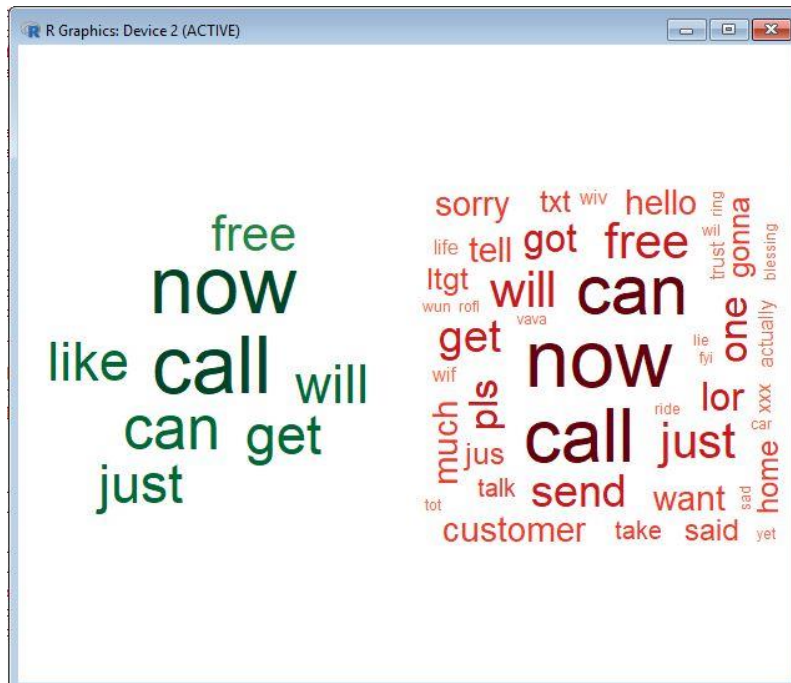 R Graphics: Device 2 (ACTIVE)
free
now
like
call
will
can
get
just
sorry
txt
wiv
hello
ring
gonna
life
tell
got
free
wil
trust
blessing
ltgt
will
can
wun
rofl
vava
one
actually
get
now
lie
fyi
wif
pls
ride
lor
xxx
car
much
jus
call
just
home
talk
send
want
sad
tot
customer
take
said
yet